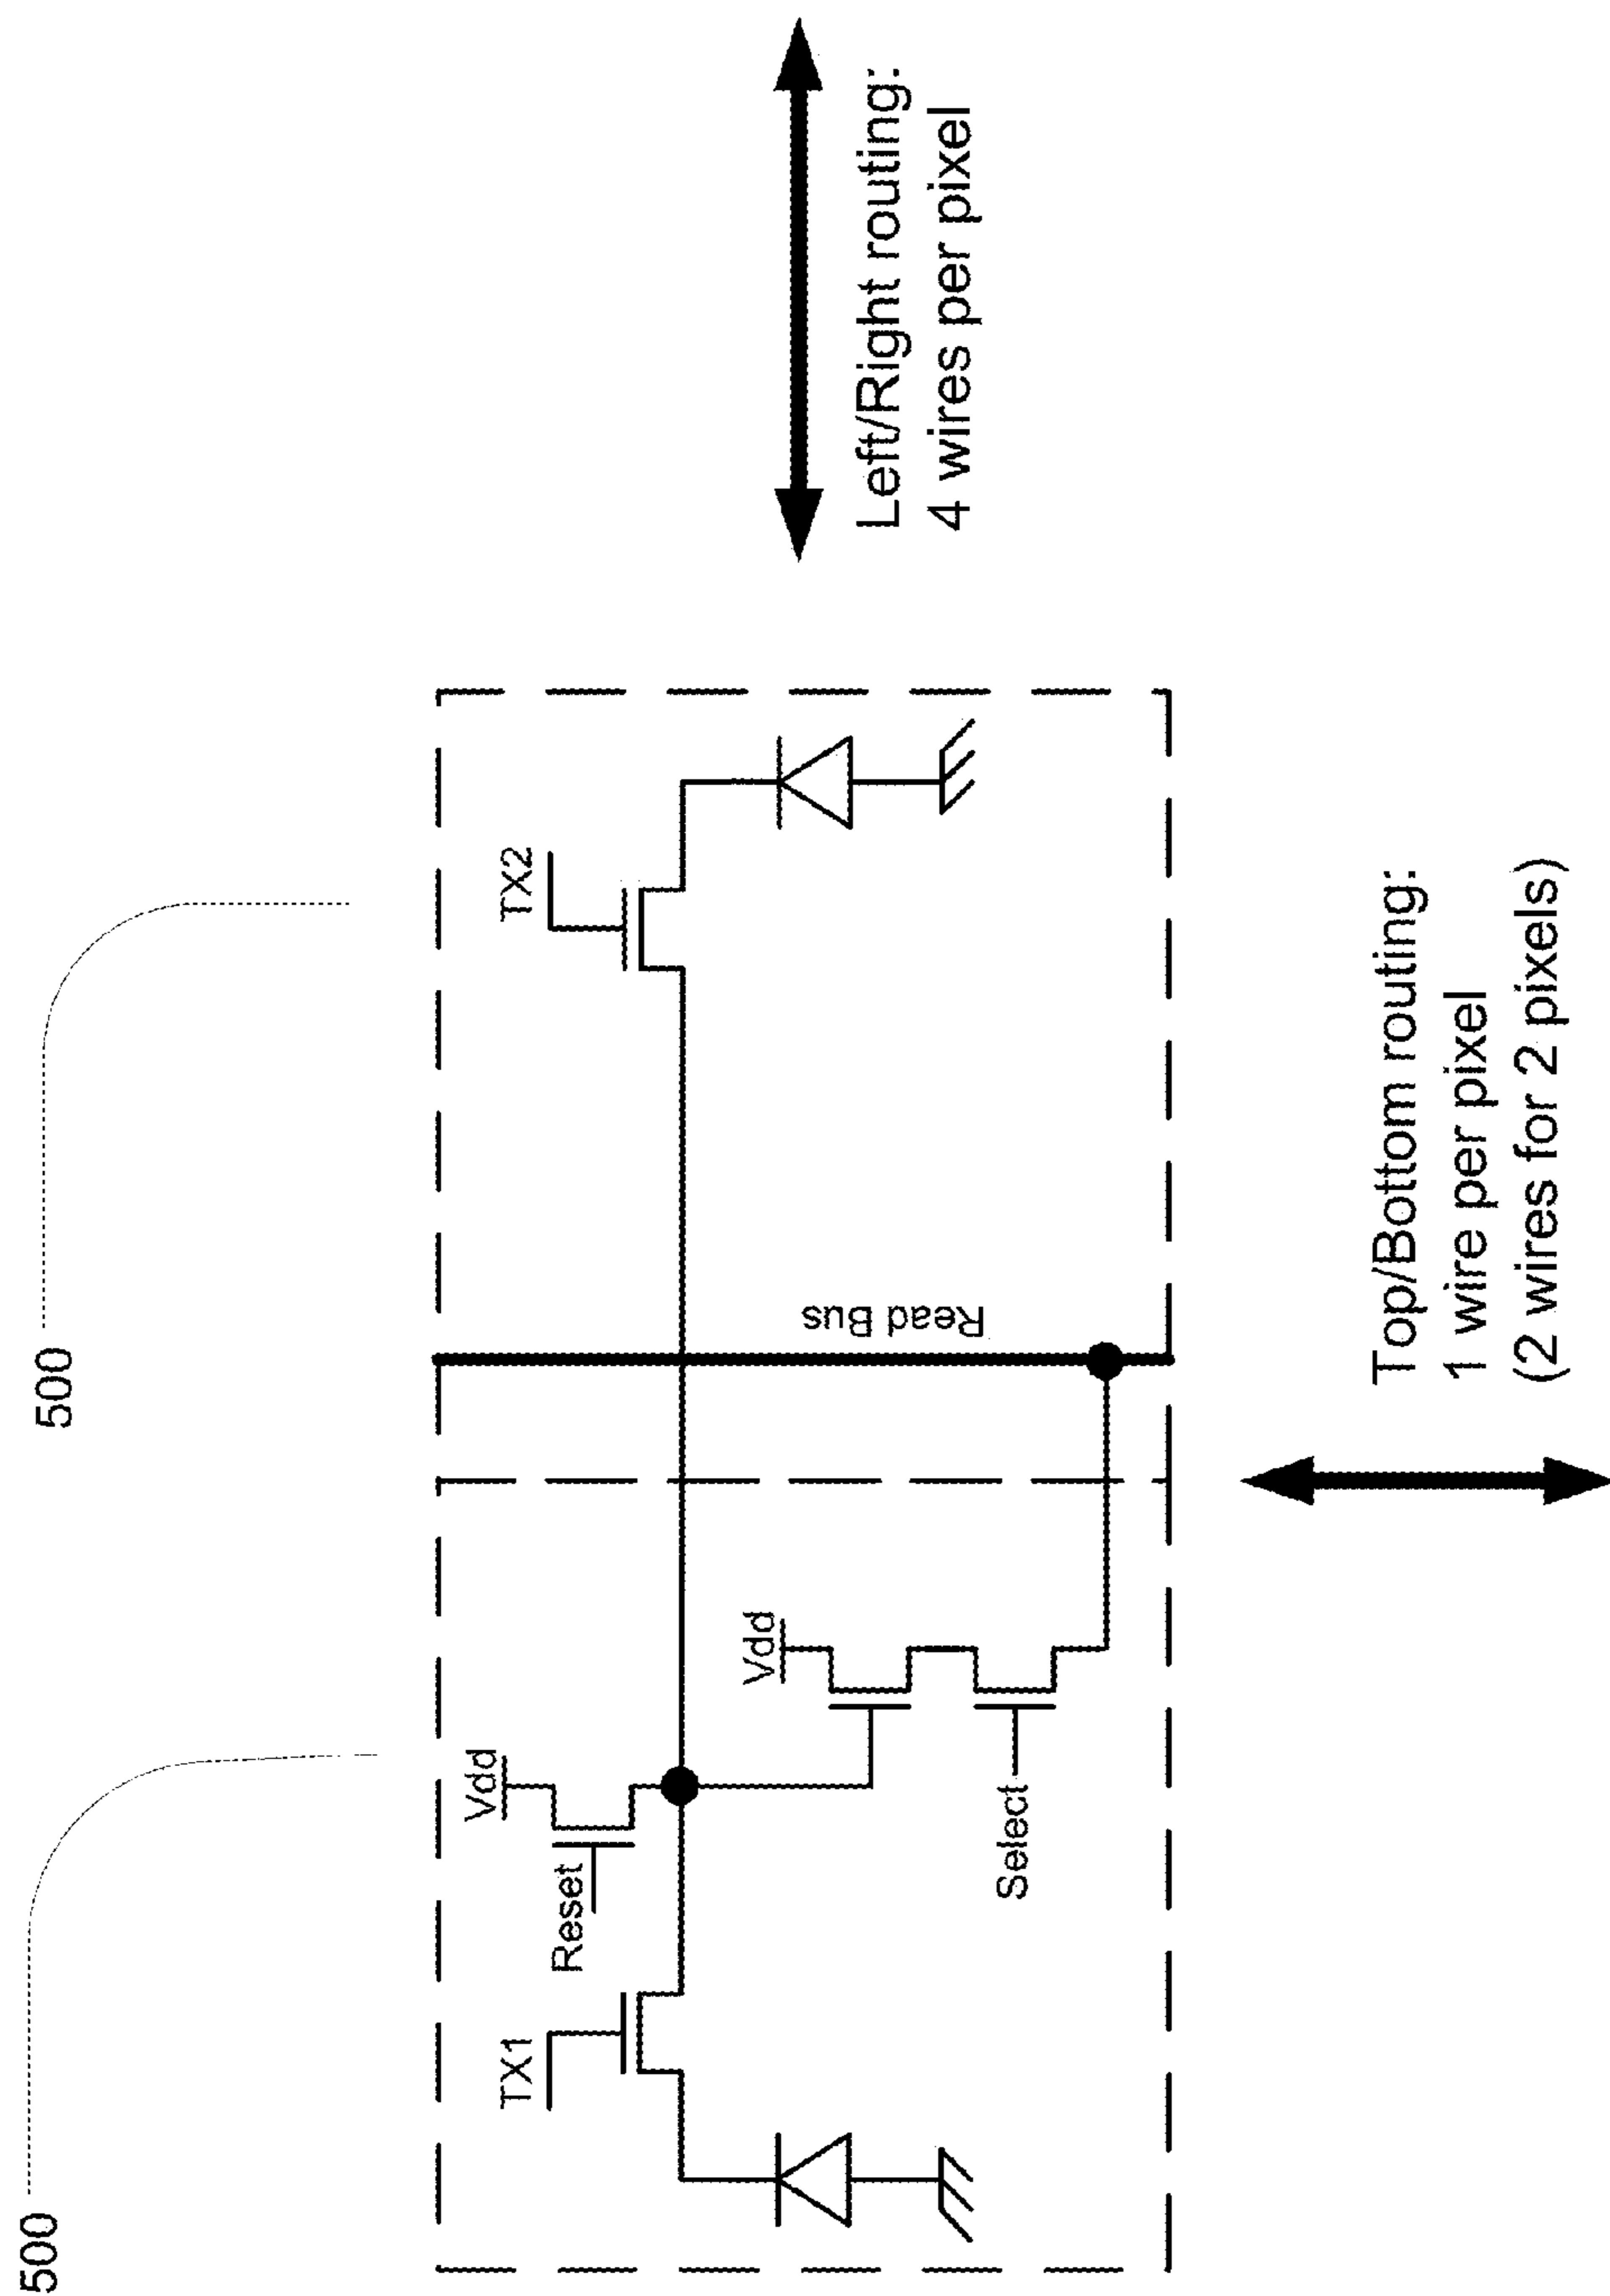 500
500
TX1
Reset
Vdd
Vdd
Select
Read Bus
TX2
Left/Right routing:
4 wires per pixel
Top/Bottom routing:
1 wire per pixel
(2 wires for 2 pixels)